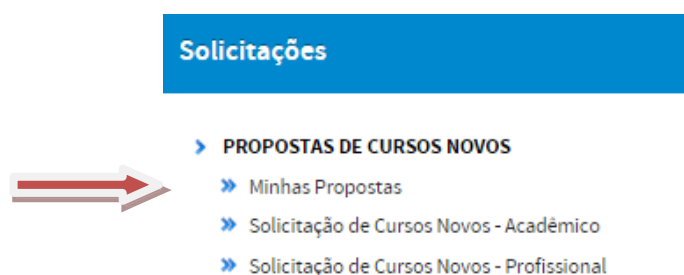 Solicitações
PROPOSTAS DE CURSOS NOVOS
Minhas Propostas
Solicitação de Cursos Novos - Acadêmico
Solicitação de Cursos Novos - Profissional